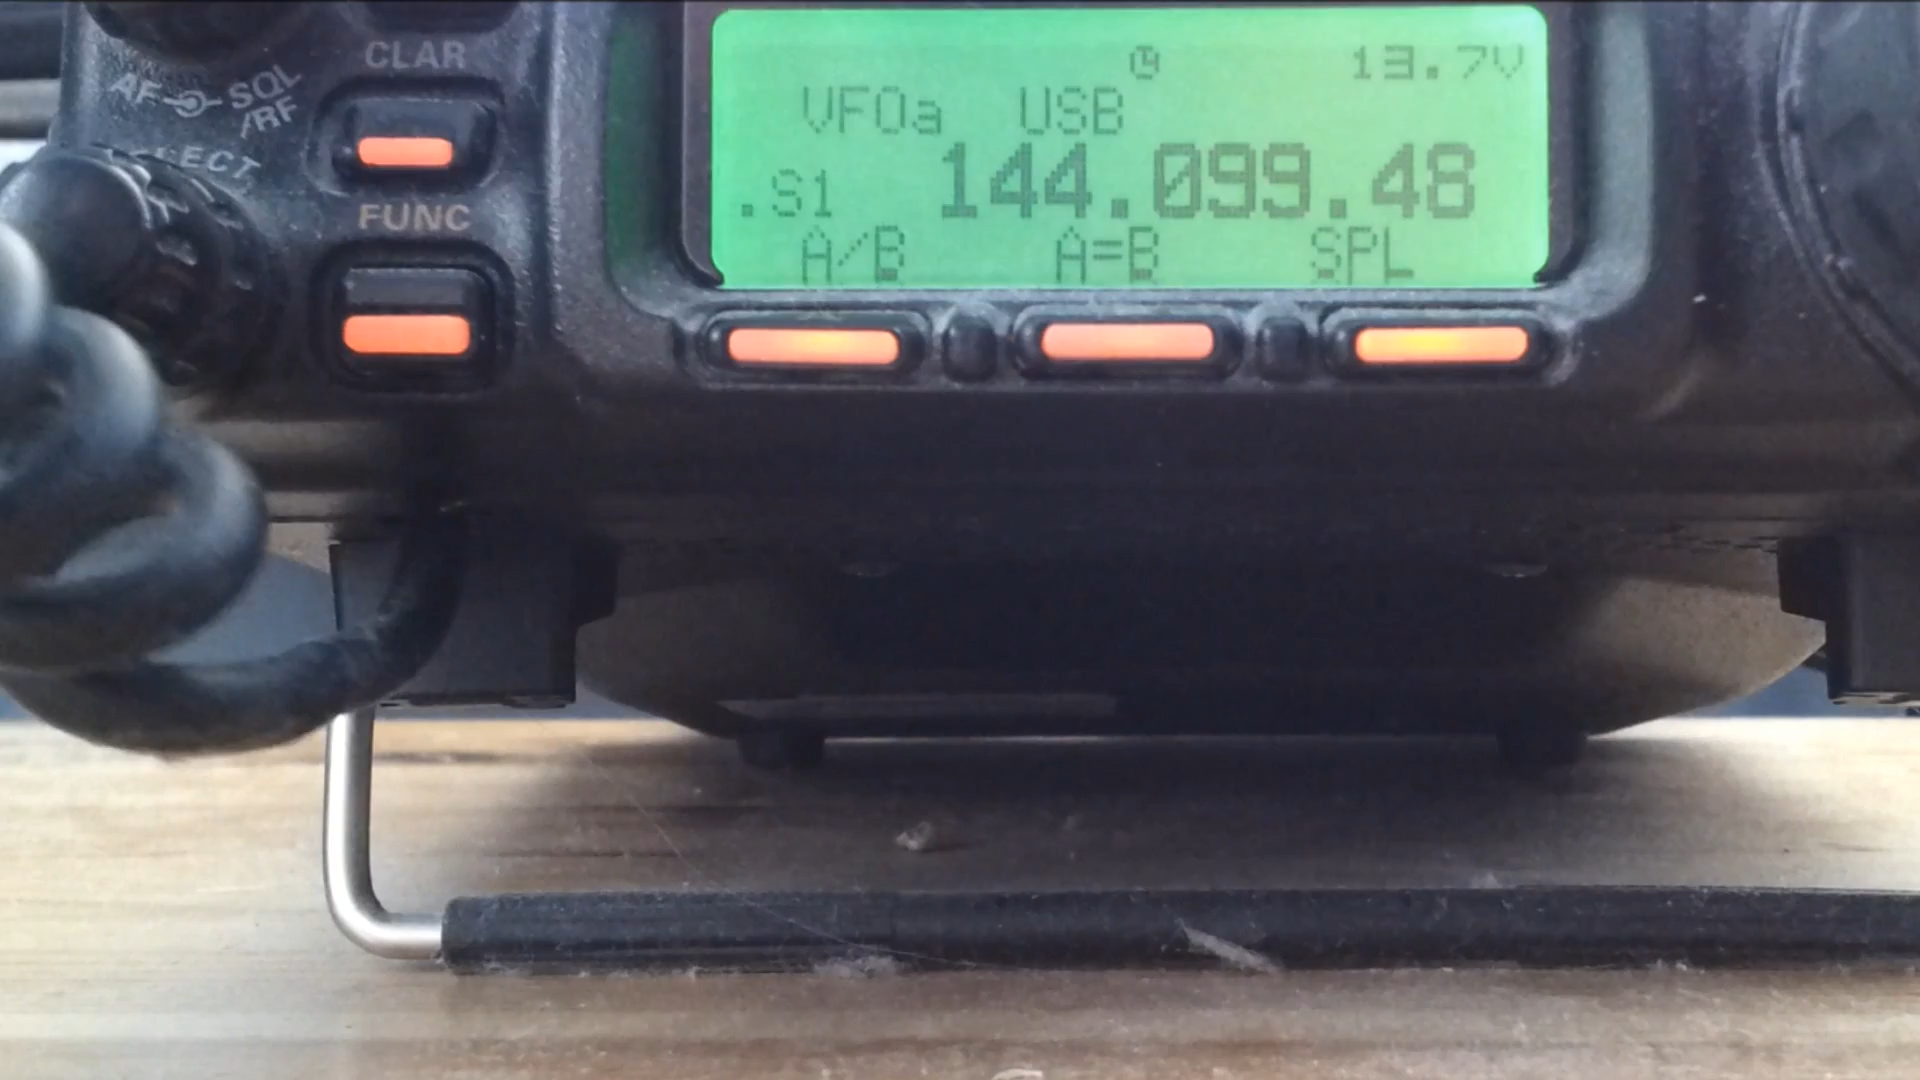 CLAR
AF SQL
/RF
FUNC
13.7V
VFOa USB
.S1 144.099.48
A/B A=B SPL